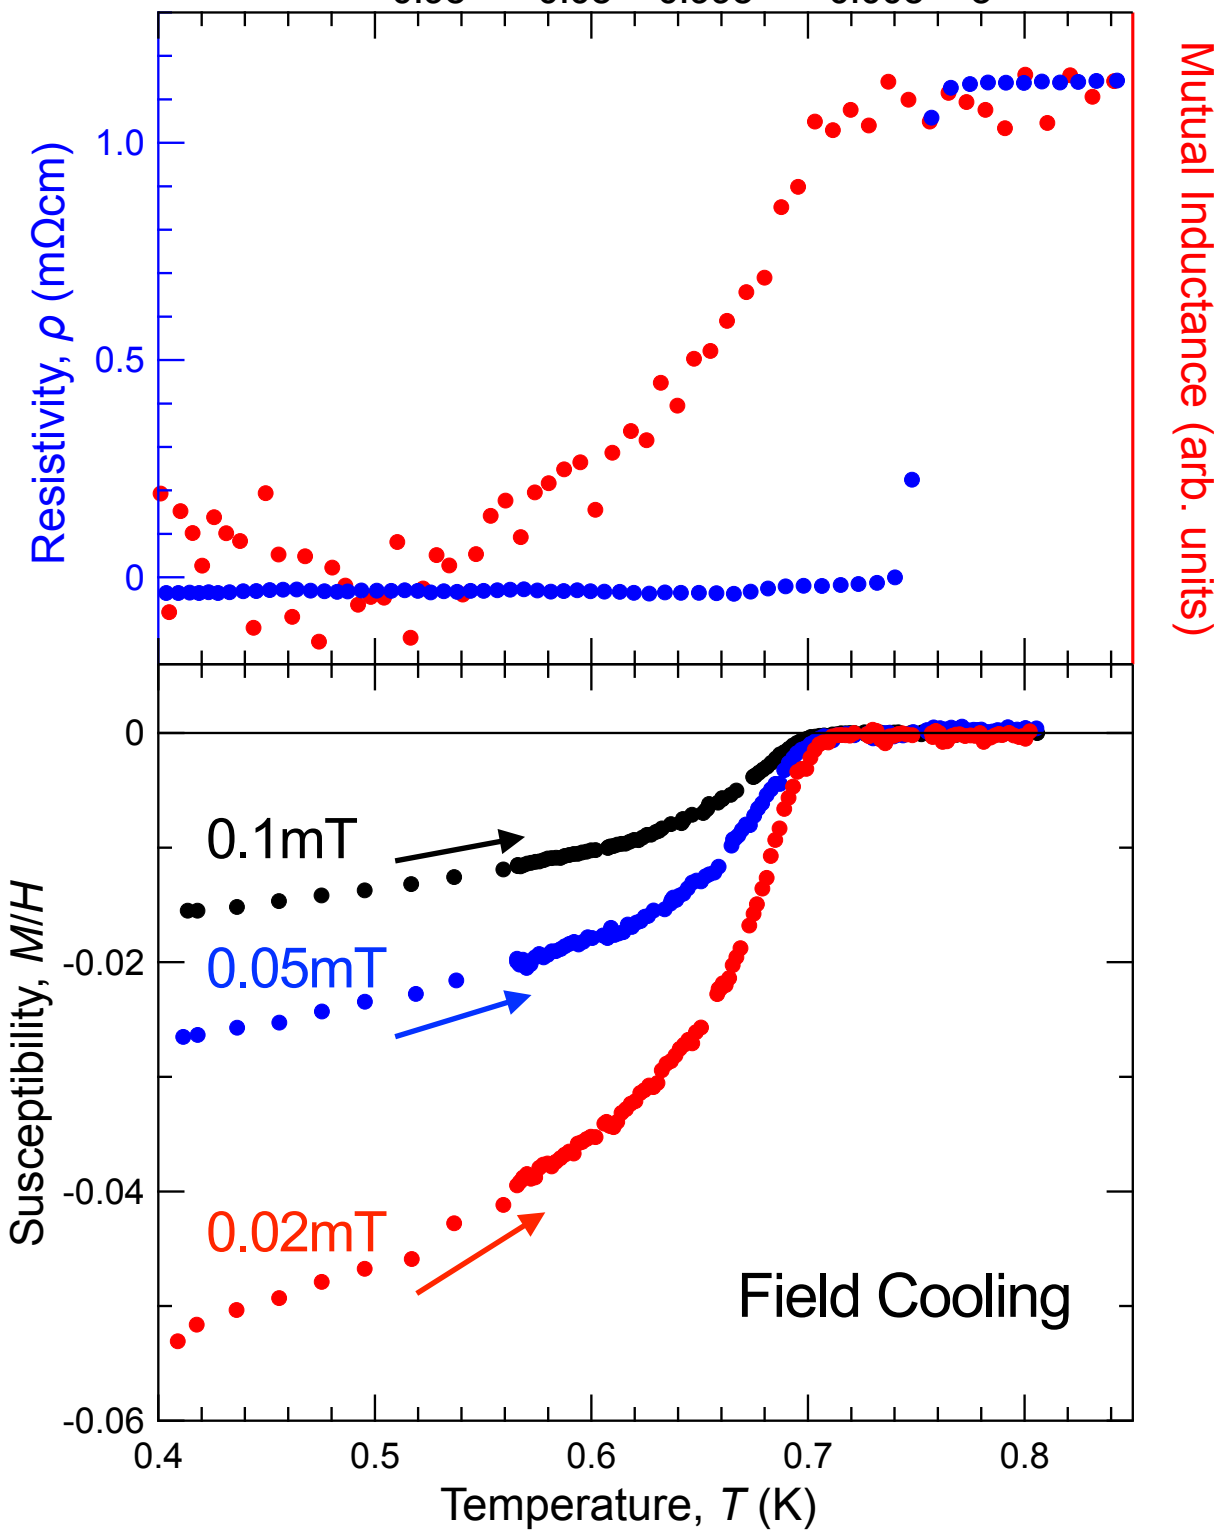 Resistivity, ρ (mΩcm)
1.0
0.5
0
Mutual Inductance (arb. units)
Susceptibility, M/H
0
-0.02
-0.04
-0.06
0.1mT
0.05mT
0.02mT
Field Cooling
0.4 0.5 0.6 0.7 0.8
Temperature, T (K)